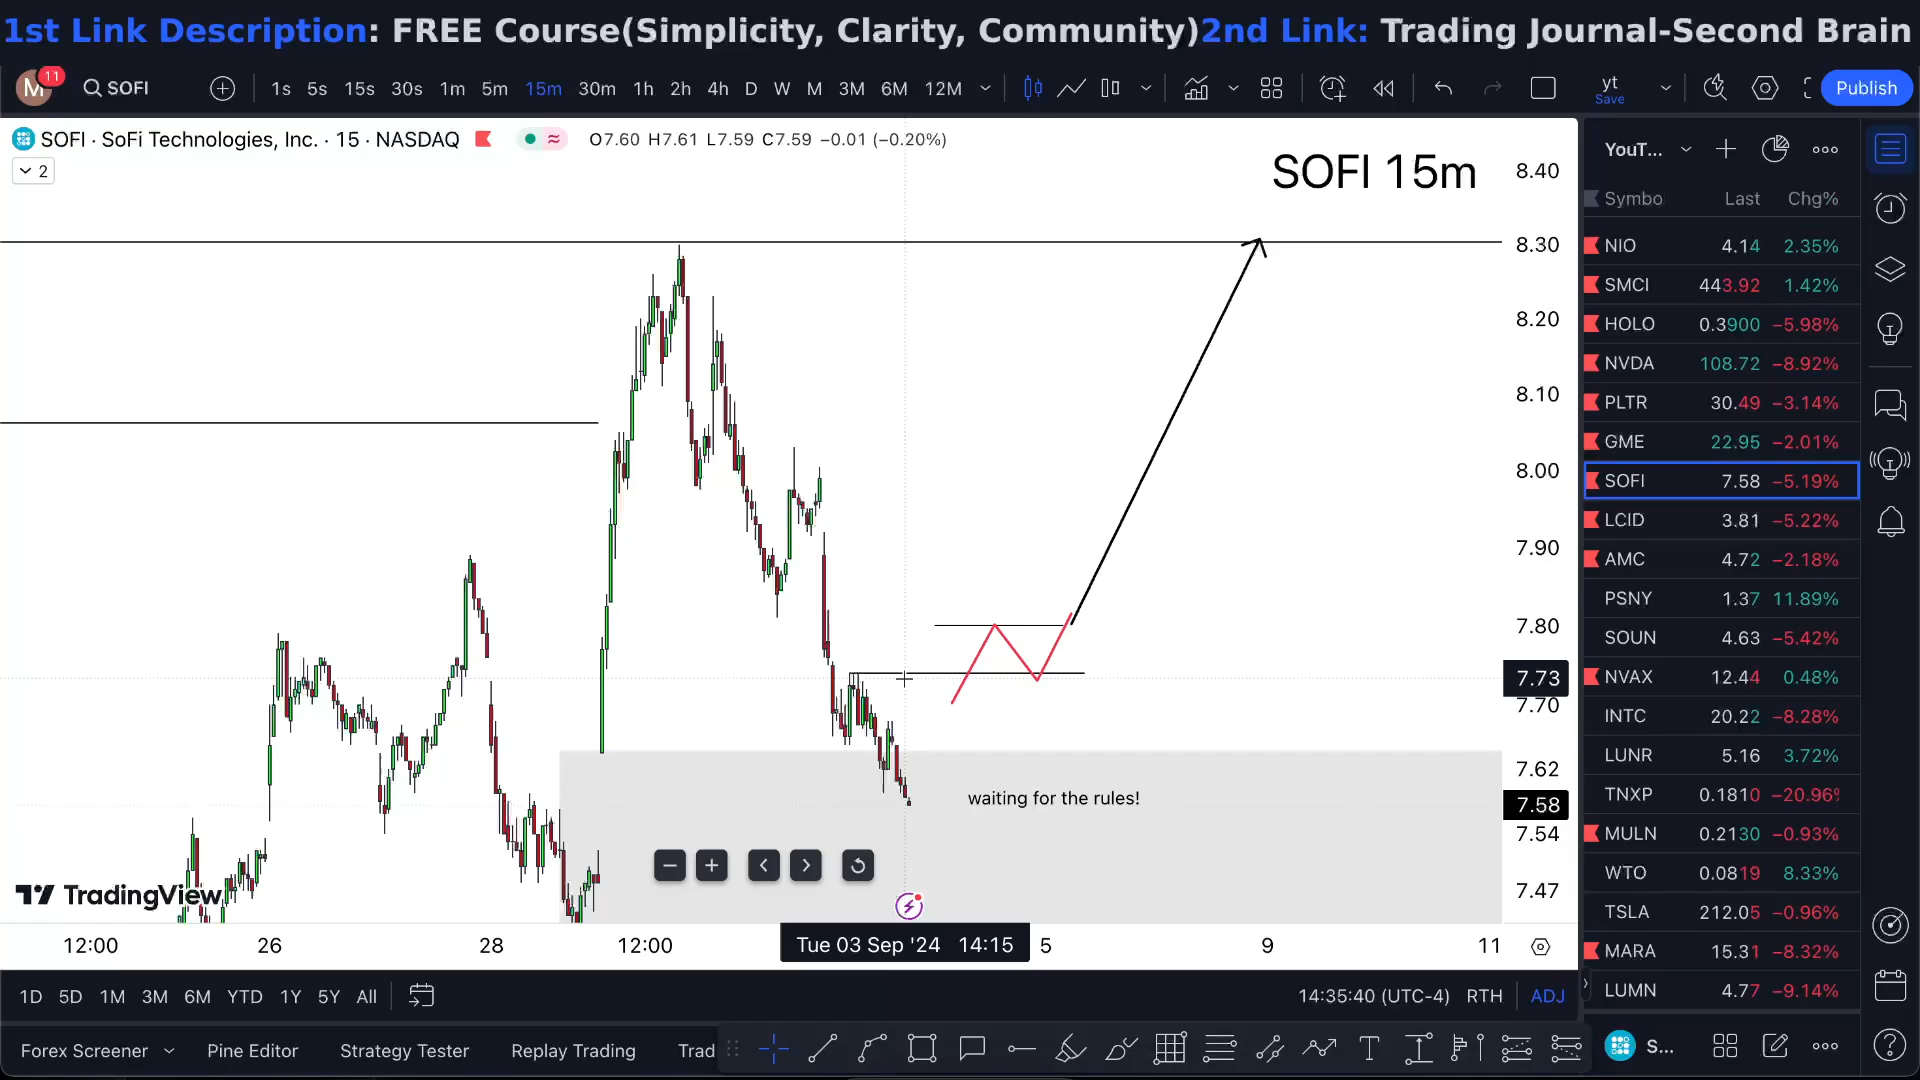 1st Link Description: FREE Course(Simplicity, Clarity, Community)2nd Link: Trading Journal-Second Brain
M 11 SOFI 1s 5s 15s 30s 1m 5m 15m 30m 1h 2h 4h D W M 3M 6M 12M yt Save Publish
SOFI · SoFi Technologies, Inc. · 15 · NASDAQ O7.60 H7.61 L7.59 C7.59 −0.01 (−0.20%)
2
SOFI 15m
8.40
8.30
8.20
8.10
8.00
7.90
7.80
7.73
7.70
7.62
7.58
7.54
7.47
waiting for the rules!
TradingView
12:00 26 28 12:00 Tue 03 Sep '24 14:15 5 9 11
YouT...
Symbo Last Chg%
NIO 4.14 2.35%
SMCI 443.92 1.42%
HOLO 0.3900 −5.98%
NVDA 108.72 −8.92%
PLTR 30.49 −3.14%
GME 22.95 −2.01%
SOFI 7.58 −5.19%
LCID 3.81 −5.22%
AMC 4.72 −2.18%
PSNY 1.37 11.89%
SOUN 4.63 −5.42%
NVAX 12.44 0.48%
INTC 20.22 −8.28%
LUNR 5.16 3.72%
TNXP 0.1810 −20.96%
MULN 0.2130 −0.93%
WTO 0.0819 8.33%
TSLA 212.05 −0.96%
MARA 15.31 −8.32%
LUMN 4.77 −9.14%
1D 5D 1M 3M 6M YTD 1Y 5Y All 14:35:40 (UTC-4) RTH ADJ
Forex Screener Pine Editor Strategy Tester Replay Trading Trad S...